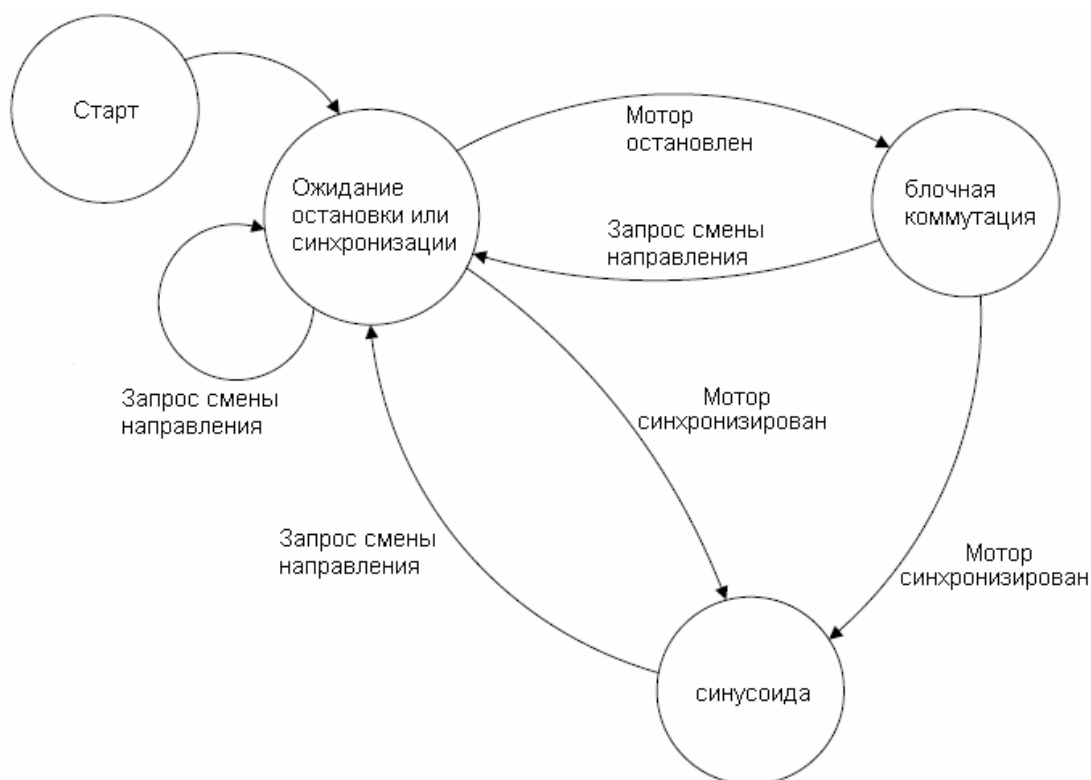 Старт
Мотор
остановлен
Ожидание
остановки или
синхронизации
блочная
коммутация
Запрос смены
направления
Запрос смены
направления
Мотор
синхронизирован
Запрос смены
направления
Мотор
синхронизирован
синусоида